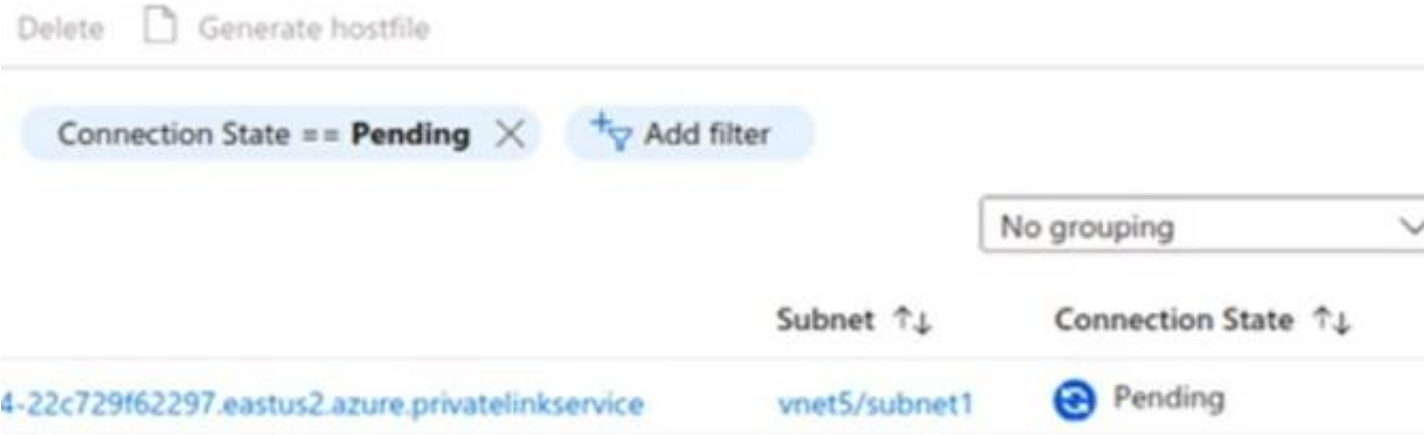 Delete Generate hostfile
Connection State == Pending Add filter
No grouping
Subnet ↑↓ Connection State ↑↓
4-22c729f62297.eastus2.azure.privatelinkservice vnet5/subnet1 Pending